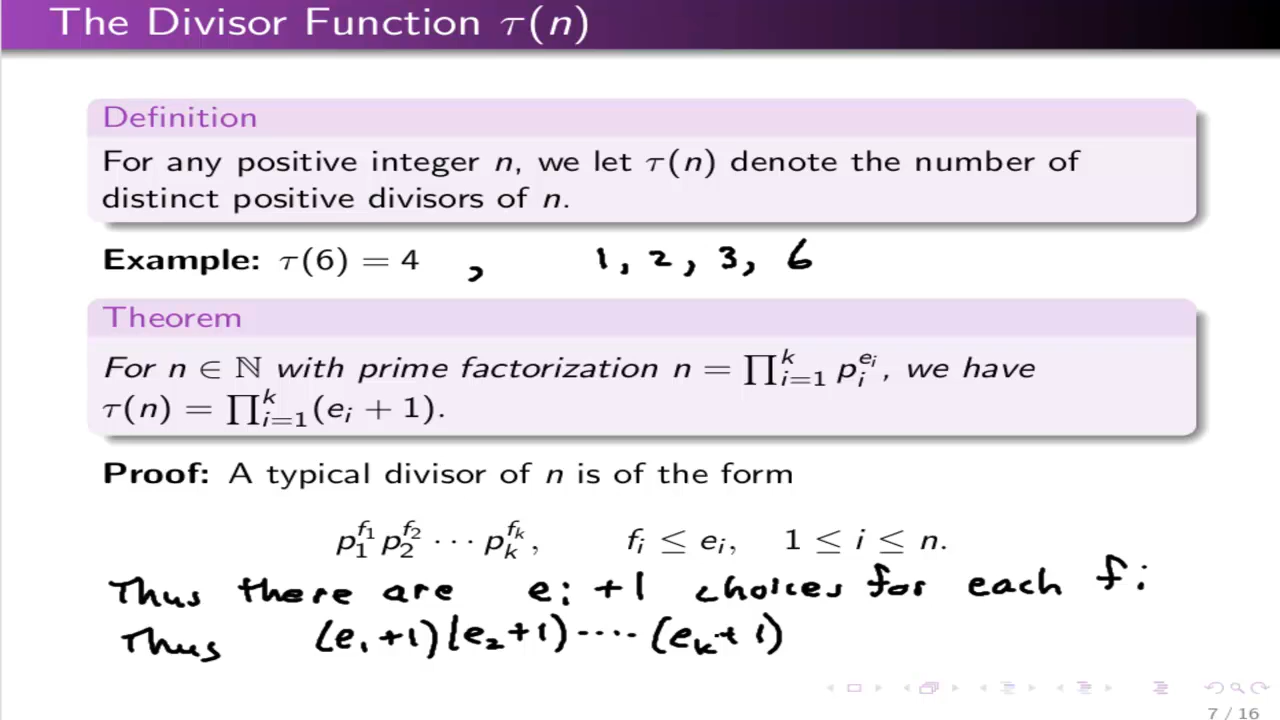 The Divisor Function τ(n)
Definition
For any positive integer n, we let τ(n) denote the number of
distinct positive divisors of n.
Example: τ(6) = 4 , 1, 2, 3, 6
Theorem
For n ∈ ℕ with prime factorization n = ∏_{i=1}^{k} p_i^{e_i}, we have
τ(n) = ∏_{i=1}^{k}(e_i + 1).
Proof: A typical divisor of n is of the form
p_1^{f_1} p_2^{f_2} ⋯ p_k^{f_k}, f_i ≤ e_i, 1 ≤ i ≤ n.
Thus there are e_i +1 choices for each f_i
Thus (e_1+1)(e_2+1)····(e_k+1)
7 / 16